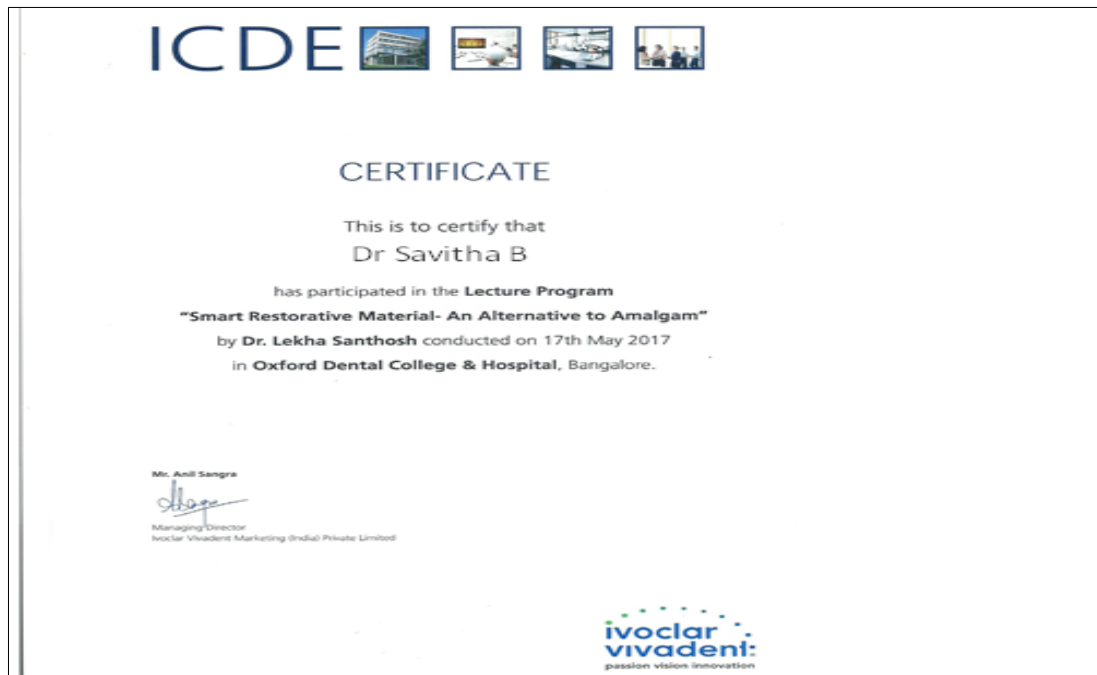 ICDE
CERTIFICATE
This is to certify that
Dr Savitha B
has participated in the Lecture Program
"Smart Restorative Material- An Alternative to Amalgam"
by Dr. Lekha Santhosh conducted on 17th May 2017
in Oxford Dental College & Hospital, Bangalore.
Mr. Anil Sangra
Managing Director
Ivoclar Vivadent Marketing (India) Private Limited
ivoclar
vivadent:
passion vision innovation